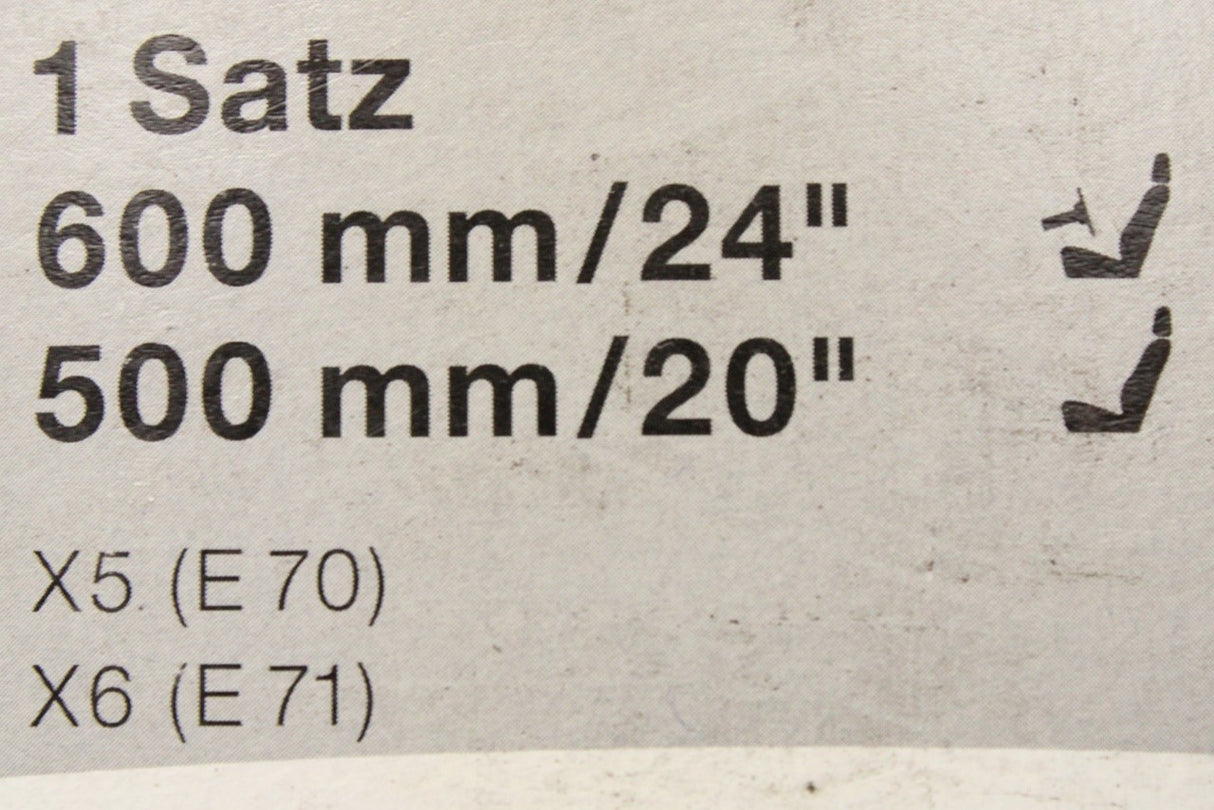 1 Satz
600 mm/24"
500 mm/20"
X5 (E 70)
X6 (E 71)